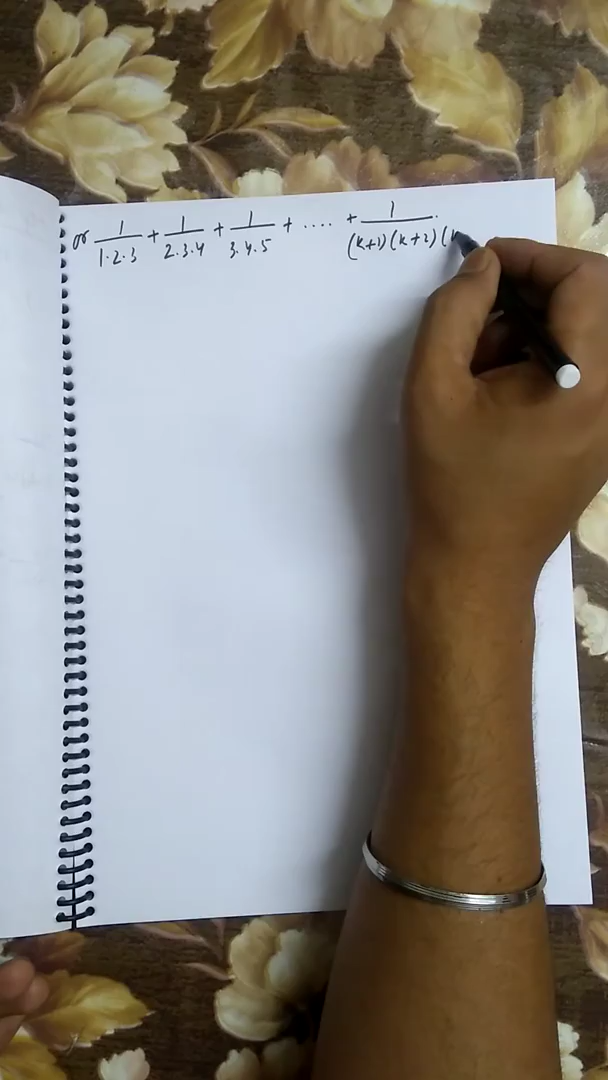 or 1/1·2·3 + 1/2·3·4 + 1/3·4·5 + .... + 1/(k+1)(k+2)(k